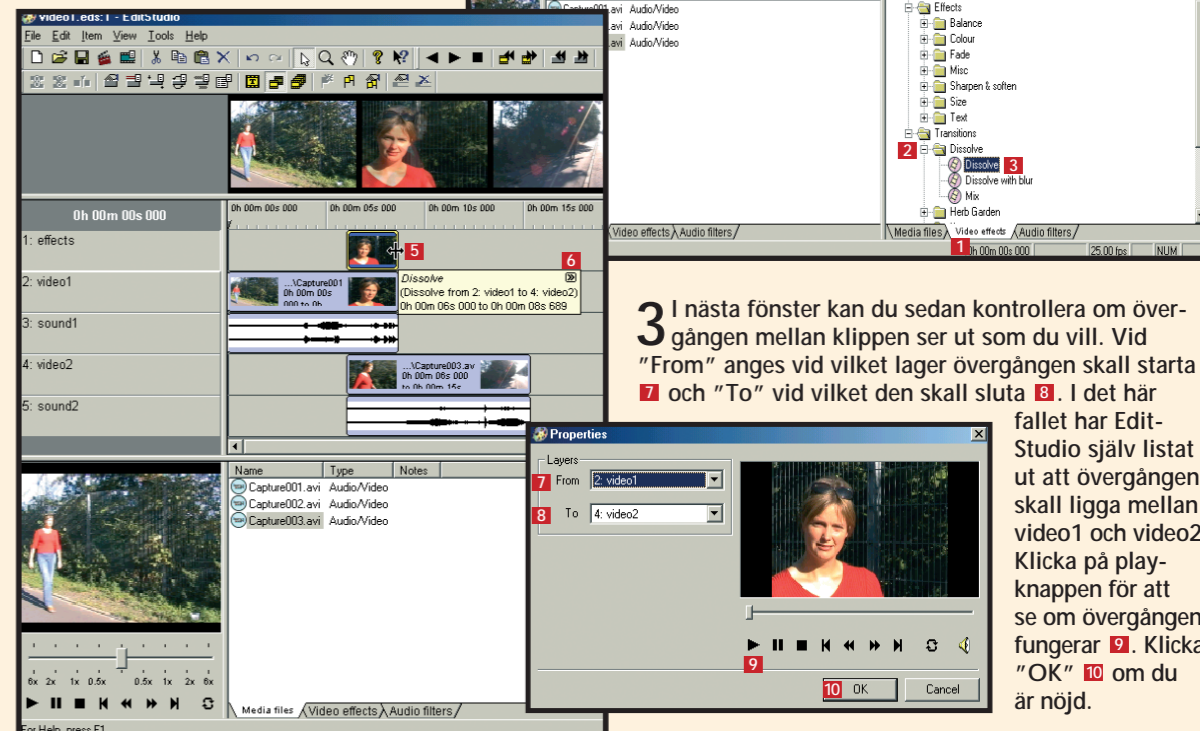 video1.eds:1 - EditStudio
File Edit Item View Tools Help
0h 00m 00s 000
0h 00m 00s 000 0h 00m 05s 000 0h 00m 10s 000 0h 00m 15s 000
1: effects
5
6
2: video1
...\Capture001
0h 00m 00s
000 to 0h
Dissolve
(Dissolve from 2: video1 to 4: video2)
0h 00m 06s 000 to 0h 00m 08s 689
3: sound1
4: video2
...\Capture003.av
0h 00m 06s 000
to 0h 00m 15s
5: sound2
Name Type Notes
Capture001.avi Audio/Video
Capture002.avi Audio/Video
Capture003.avi Audio/Video
6x 2x 1x 0.5x 0.5x 1x 2x 6x
Media files Video effects Audio filters
For Help, press F1
Capture001.avi Audio/Video
.avi Audio/Video
.avi Audio/Video
Video effects Audio filters
Effects
Balance
Colour
Fade
Misc
Sharpen & soften
Size
Text
Transitions
2 Dissolve
Dissolve 3
Dissolve with blur
Mix
Herb Garden
Media files Video effects Audio filters
1 0h 00m 00s 000 25.00 fps NUM
3 I nästa fönster kan du sedan kontrollera om över-
gången mellan klippen ser ut som du vill. Vid
"From" anges vid vilket lager övergången skall starta
7 och "To" vid vilket den skall sluta 8. I det här
fallet har Edit-
Studio själv listat
ut att övergången
skall ligga mellan
video1 och video2
Klicka på play-
knappen för att
se om övergången
fungerar 9. Klicka
"OK" 10 om du
är nöjd.
Properties
Layers
7 From 2: video1
8 To 4: video2
9
10 OK Cancel